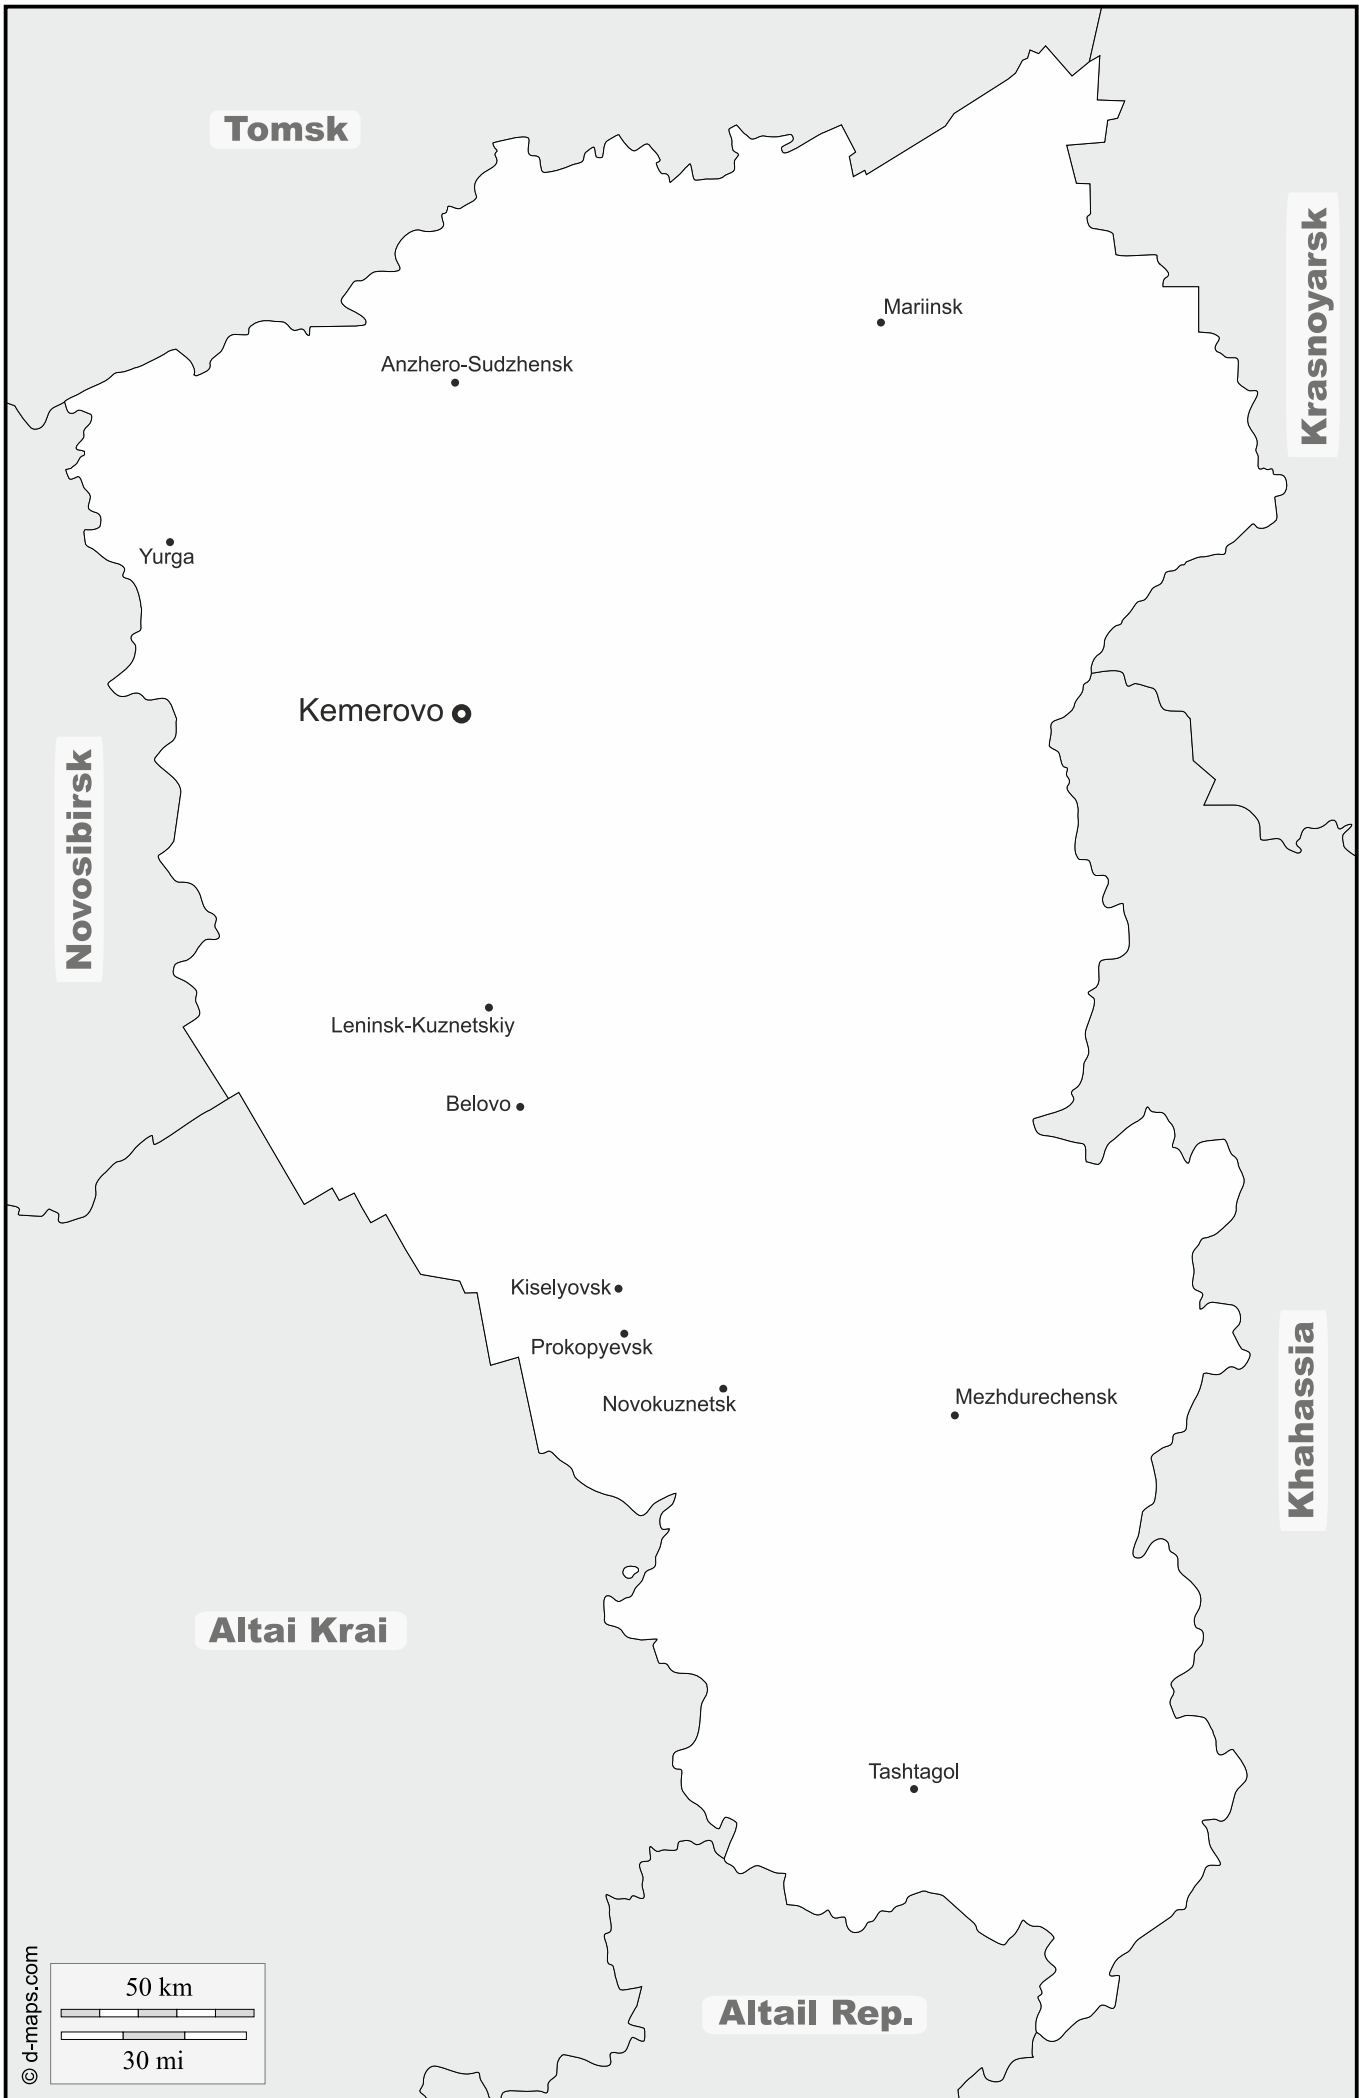 Tomsk
Krasnoyarsk
Mariinsk
Anzhero-Sudzhensk
Yurga
Kemerovo
Novosibirsk
Leninsk-Kuznetskiy
Belovo
Kiselyovsk
Prokopyevsk
Novokuznetsk
Mezhdurechensk
Khahassia
Altai Krai
Tashtagol
Altail Rep.
50 km
30 mi
© d-maps.com